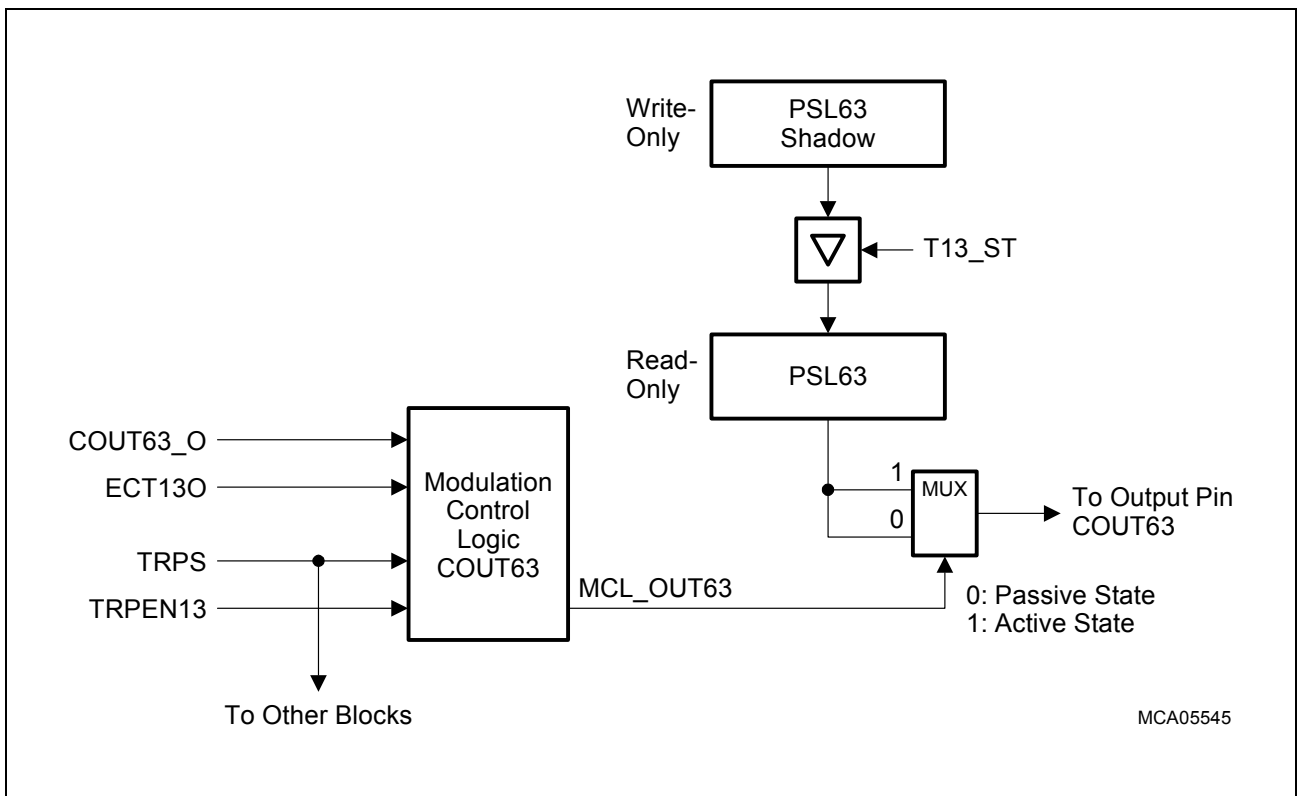 Write-
Only
PSL63
Shadow
T13_ST
Read-
Only
PSL63
COUT63_O
ECT13O
TRPS
TRPEN13
Modulation
Control
Logic
COUT63
MCL_OUT63
1
0
MUX
To Output Pin
COUT63
0: Passive State
1: Active State
To Other Blocks
MCA05545